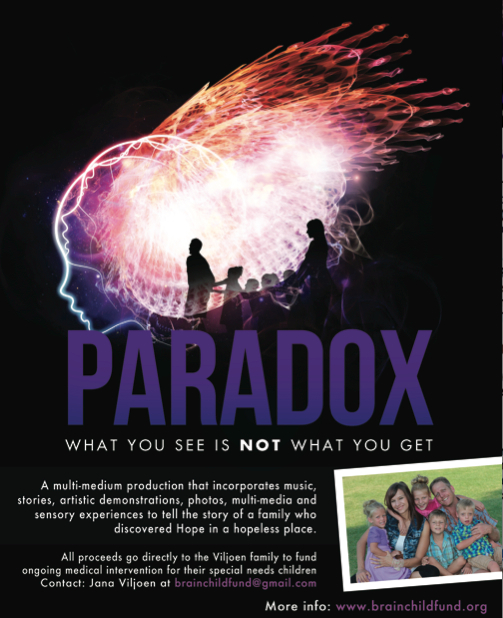 PARADOX
WHAT YOU SEE IS NOT WHAT YOU GET
A multi-medium production that incorporates music,
stories, artistic demonstrations, photos, multi-media and
sensory experiences to tell the story of a family who
discovered Hope in a hopeless place.
All proceeds go directly to the Viljoen family to fund
ongoing medical intervention for their special needs children
Contact: Jana Viljoen at brainchildfund@gmail.com
More info: www.brainchildfund.org